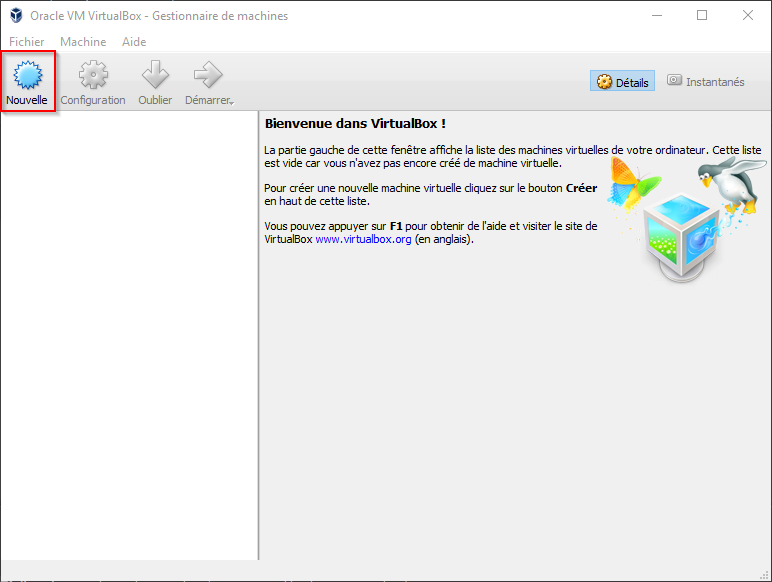 Oracle VM VirtualBox - Gestionnaire de machines
Fichier Machine Aide
Nouvelle Configuration Oublier Démarrer
Détails Instantanés
Bienvenue dans VirtualBox !
La partie gauche de cette fenêtre affiche la liste des machines virtuelles de votre ordinateur. Cette liste
est vide car vous n'avez pas encore créé de machine virtuelle.
Pour créer une nouvelle machine virtuelle cliquez sur le bouton Créer
en haut de cette liste.
Vous pouvez appuyer sur F1 pour obtenir de l'aide et visiter le site de
VirtualBox www.virtualbox.org (en anglais).